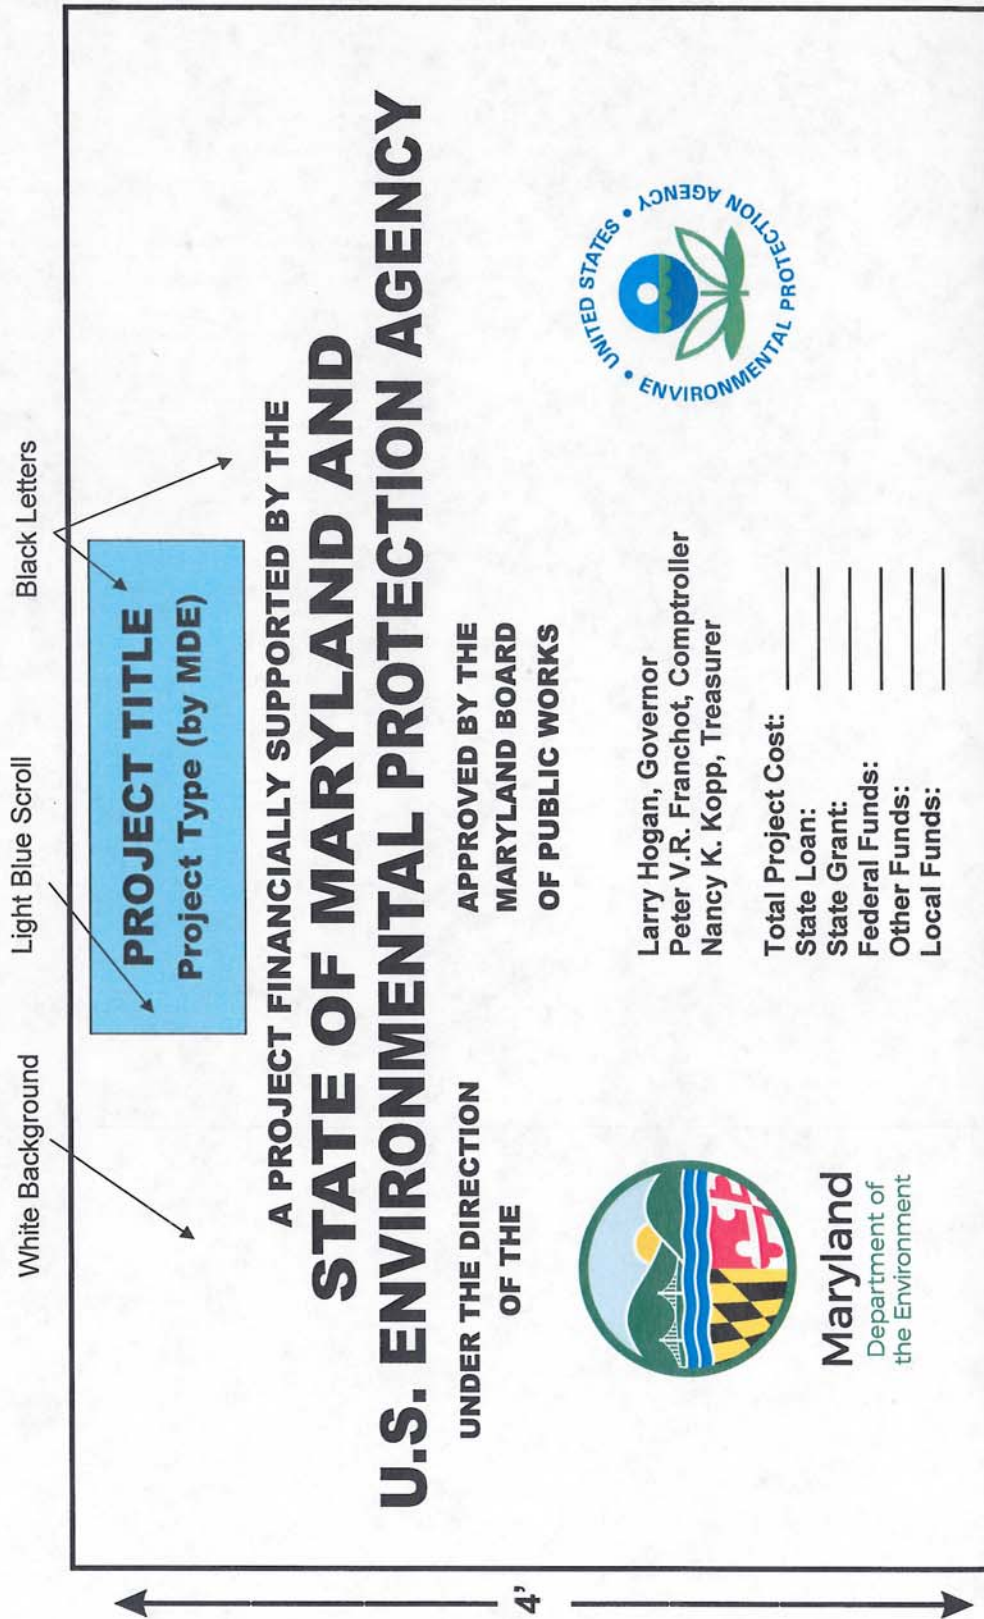 White Background
Light Blue Scroll
Black Letters
PROJECT TITLE
Project Type (by MDE)
A PROJECT FINANCIALLY SUPPORTED BY THE
STATE OF MARYLAND AND
U.S. ENVIRONMENTAL PROTECTION AGENCY
UNDER THE DIRECTION
OF THE
APPROVED BY THE
MARYLAND BOARD
OF PUBLIC WORKS
Maryland
Department of
the Environment
Larry Hogan, Governor
Peter V.R. Franchot, Comptroller
Nancy K. Kopp, Treasurer
Total Project Cost:
State Loan:
State Grant:
Federal Funds:
Other Funds:
Local Funds:
UNITED STATES • ENVIRONMENTAL PROTECTION AGENCY •
4'